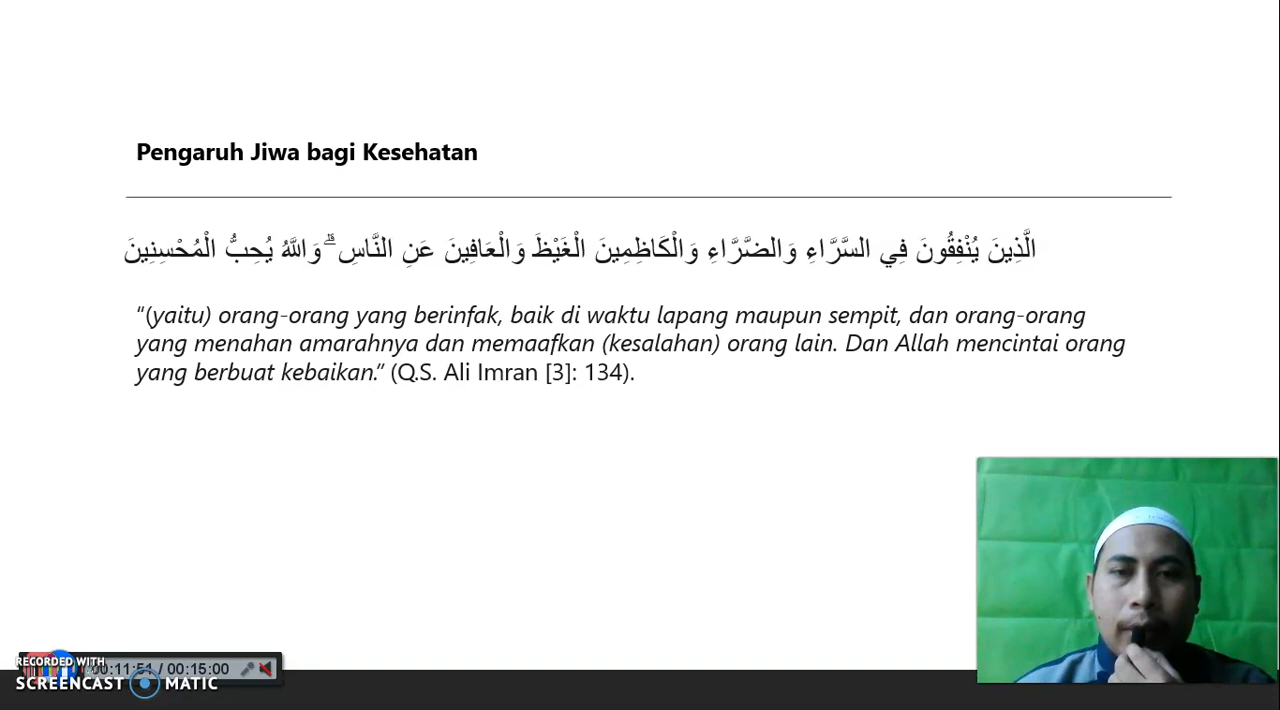 Pengaruh Jiwa bagi Kesehatan
الَّذِينَ يُنْفِقُونَ فِي السَّرَّاءِ وَالضَّرَّاءِ وَالْكَاظِمِينَ الْغَيْظَ وَالْعَافِينَ عَنِ النَّاسِ ۗ وَاللَّهُ يُحِبُّ الْمُحْسِنِينَ
“(yaitu) orang-orang yang berinfak, baik di waktu lapang maupun sempit, dan orang-orang
yang menahan amarahnya dan memaafkan (kesalahan) orang lain. Dan Allah mencintai orang
yang berbuat kebaikan.” (Q.S. Ali Imran [3]: 134).
RECORDED WITH
00:11:51 / 00:15:00
SCREENCAST MATIC